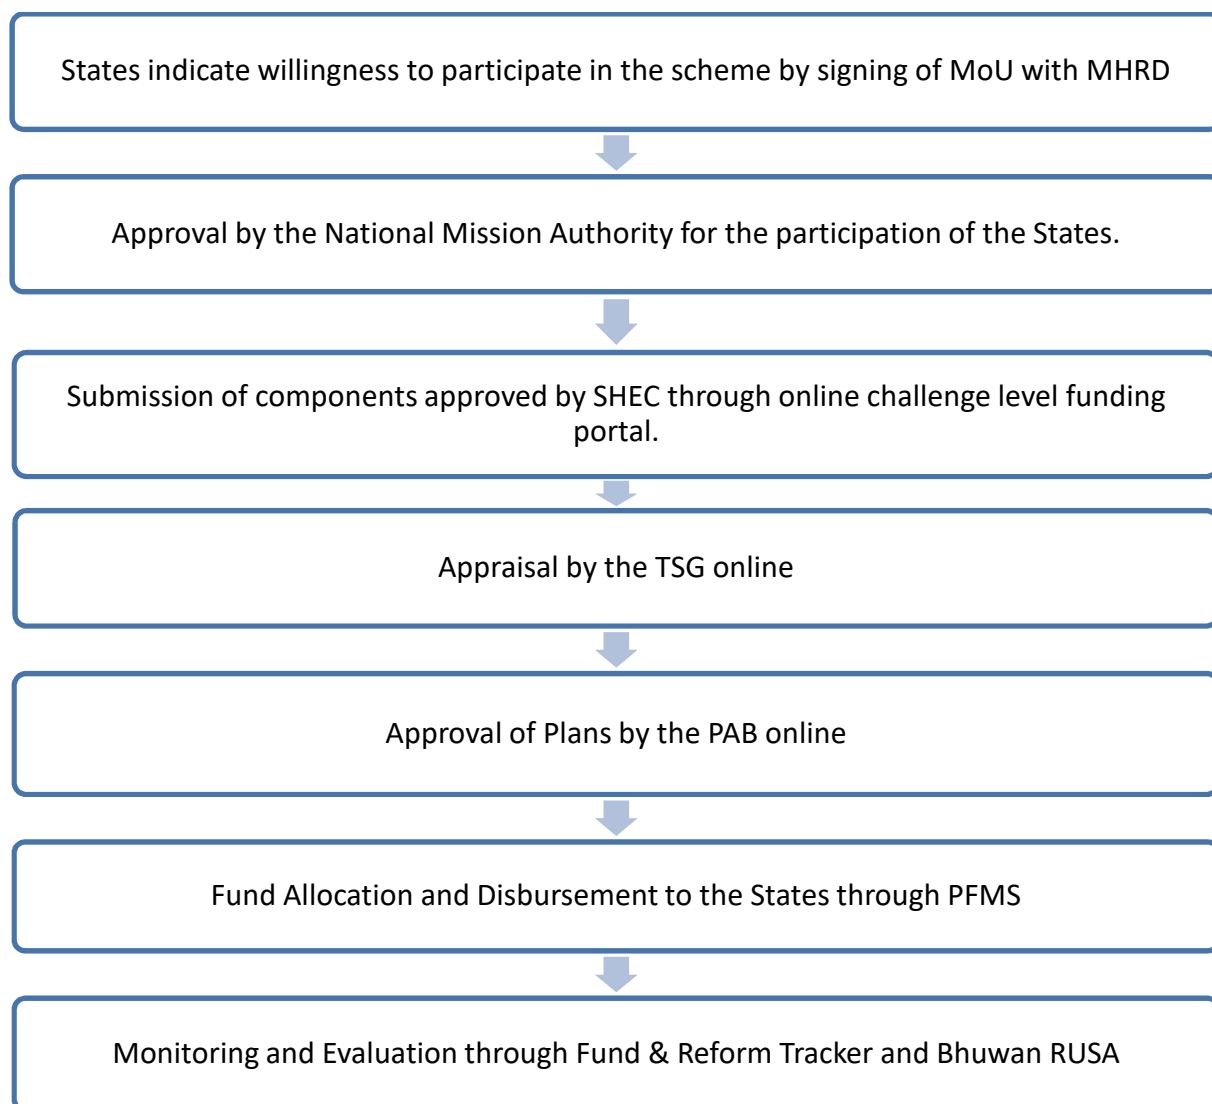 States indicate willingness to participate in the scheme by signing of MoU with MHRD
Approval by the National Mission Authority for the participation of the States.
Submission of components approved by SHEC through online challenge level funding
portal.
Appraisal by the TSG online
Approval of Plans by the PAB online
Fund Allocation and Disbursement to the States through PFMS
Monitoring and Evaluation through Fund & Reform Tracker and Bhuwan RUSA